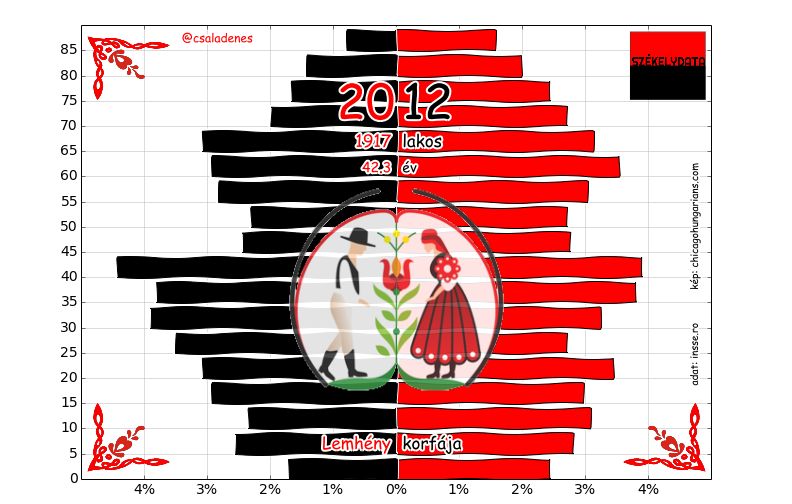 @csaladenes
SZÉKELYDATA
2012
1917 lakos
42.3 év
kép: chicagohungarians.com
adat: insse.ro
Lemhény korfája
85
80
75
70
65
60
55
50
45
40
35
30
25
20
15
10
5
0
4% 3% 2% 1% 0% 1% 2% 3% 4%